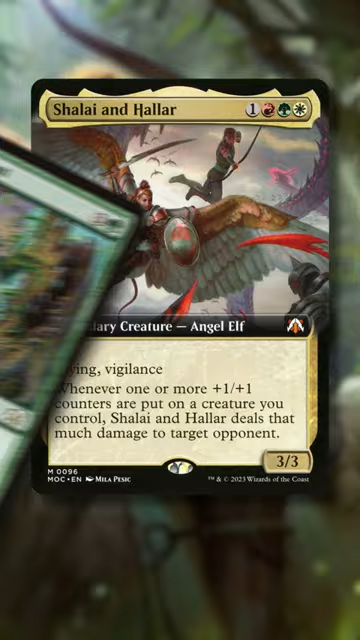 Shalai and Hallar
1
Creature — Angel Elf
vigilance
Whenever one or more +1/+1
counters are put on a creature you
control, Shalai and Hallar deals that
much damage to target opponent.
3/3
M 0096
MOC • EN Mila Pesic
™ & © 2023 Wizards of the Coast